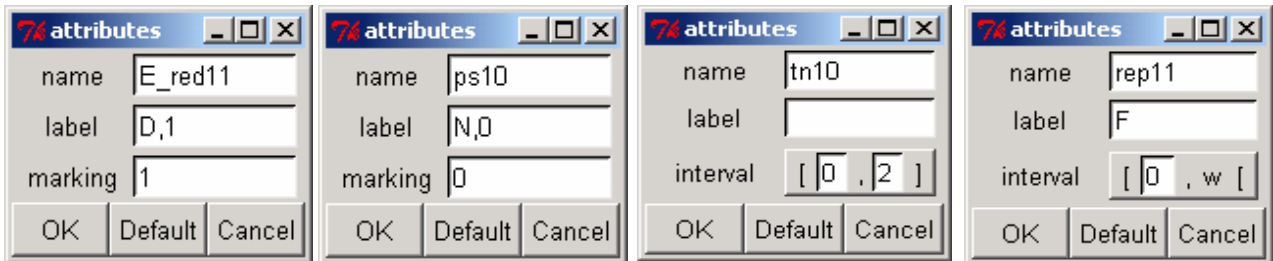 attributes
name E_red11
label D,1
marking 1
OK Default Cancel
attributes
name ps10
label N,0
marking 0
OK Default Cancel
attributes
name tn10
label
interval [ 0 , 2 ]
OK Default Cancel
attributes
name rep11
label F
interval [ 0 , w [
OK Default Cancel